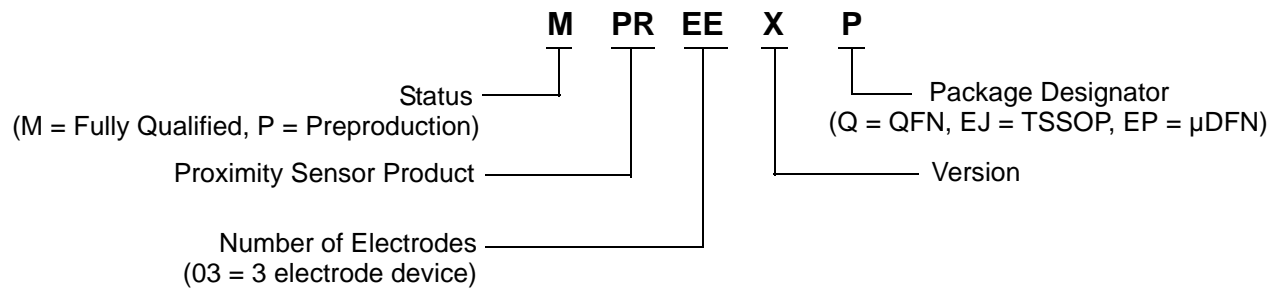 M PR EE X P
Status
(M = Fully Qualified, P = Preproduction)
Package Designator
(Q = QFN, EJ = TSSOP, EP = µDFN)
Proximity Sensor Product
Version
Number of Electrodes
(03 = 3 electrode device)